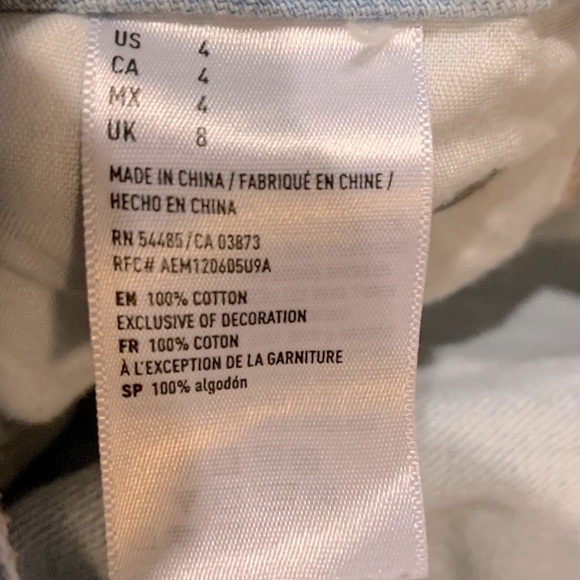 US 4
CA 4
MX 4
UK 8
MADE IN CHINA / FABRIQUÉ EN CHINE /
HECHO EN CHINA
RN 54485/CA 03873
RFC# AEM120605U9A
EN 100% COTTON
EXCLUSIVE OF DECORATION
FR 100% COTON
À L'EXCEPTION DE LA GARNITURE
SP 100% algodón